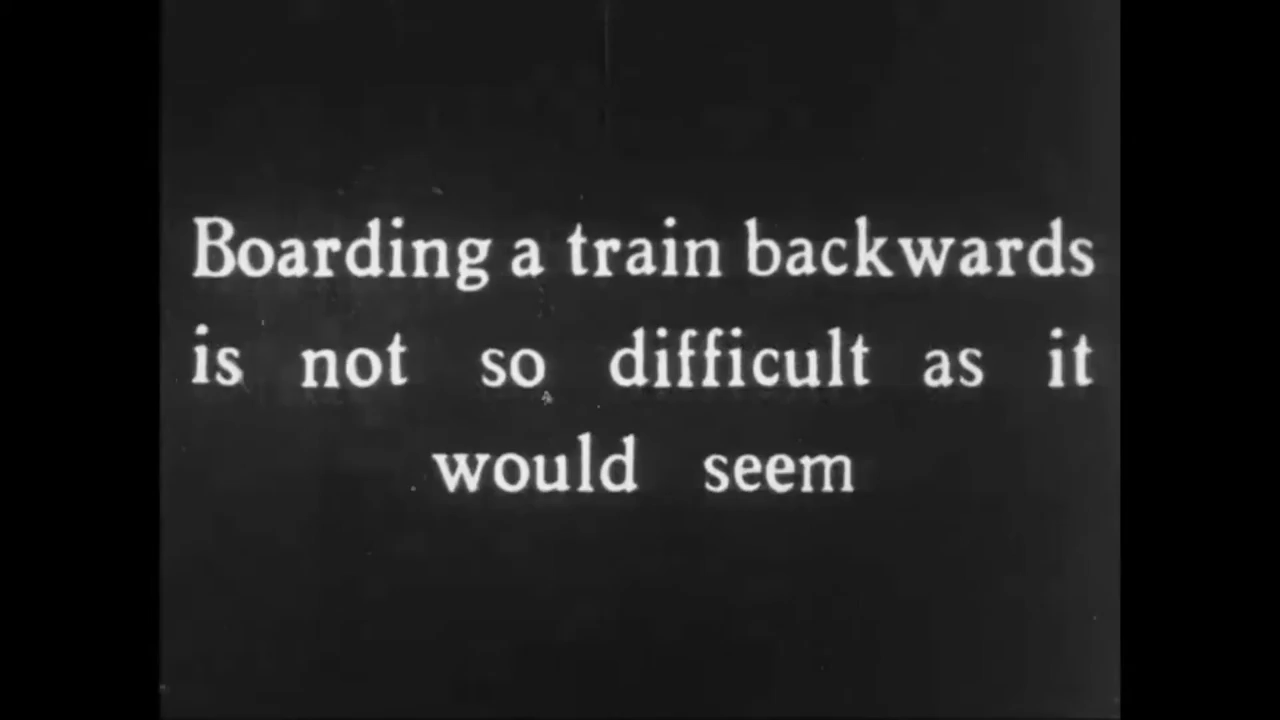 Boarding a train backwards
is not so difficult as it
would seem